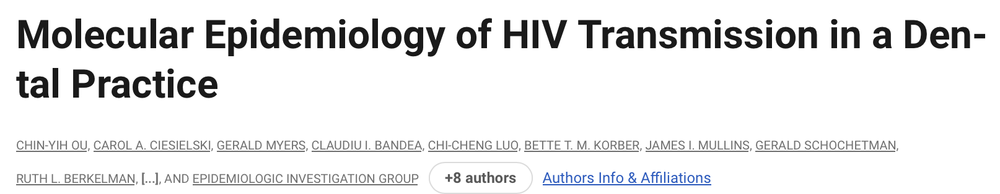 Molecular Epidemiology of HIV Transmission in a Den-
tal Practice
CHIN-YIH OU, CAROL A. CIESIELSKI, GERALD MYERS, CLAUDIU I. BANDEA, CHI-CHENG LUO, BETTE T. M. KORBER, JAMES I. MULLINS, GERALD SCHOCHETMAN,
RUTH L. BERKELMAN, [...], AND EPIDEMIOLOGIC INVESTIGATION GROUP +8 authors Authors Info & Affiliations